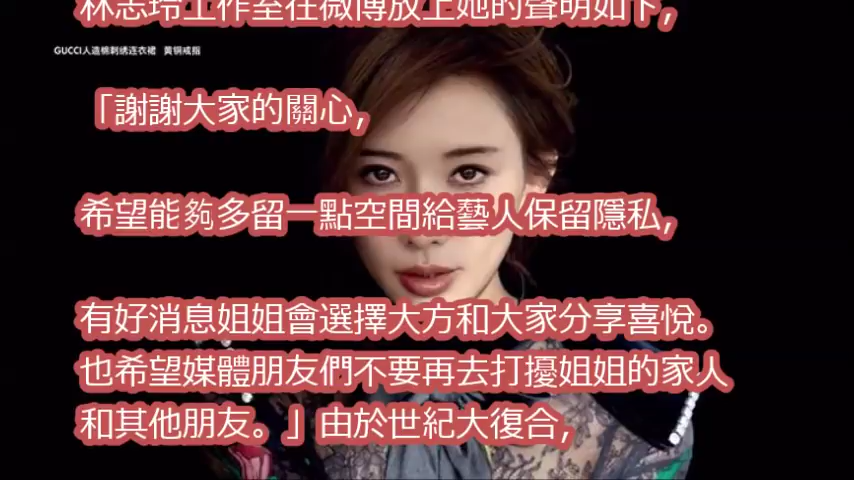 林志玲工作室在微博放上她的聲明如下,
GUCCI人造棉刺绣连衣裙 黄铜戒指
「謝謝大家的關心,
希望能夠多留一點空間給藝人保留隱私,
有好消息姐姐會選擇大方和大家分享喜悅。
也希望媒體朋友們不要再去打擾姐姐的家人
和其他朋友。」由於世紀大復合,